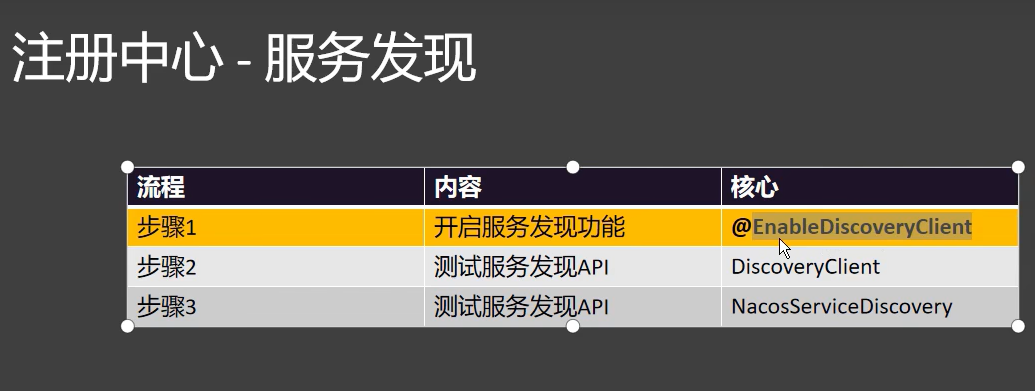 注册中心 - 服务发现
流程 内容 核心
步骤1 开启服务发现功能 @EnableDiscoveryClient
步骤2 测试服务发现API DiscoveryClient
步骤3 测试服务发现API NacosServiceDiscovery